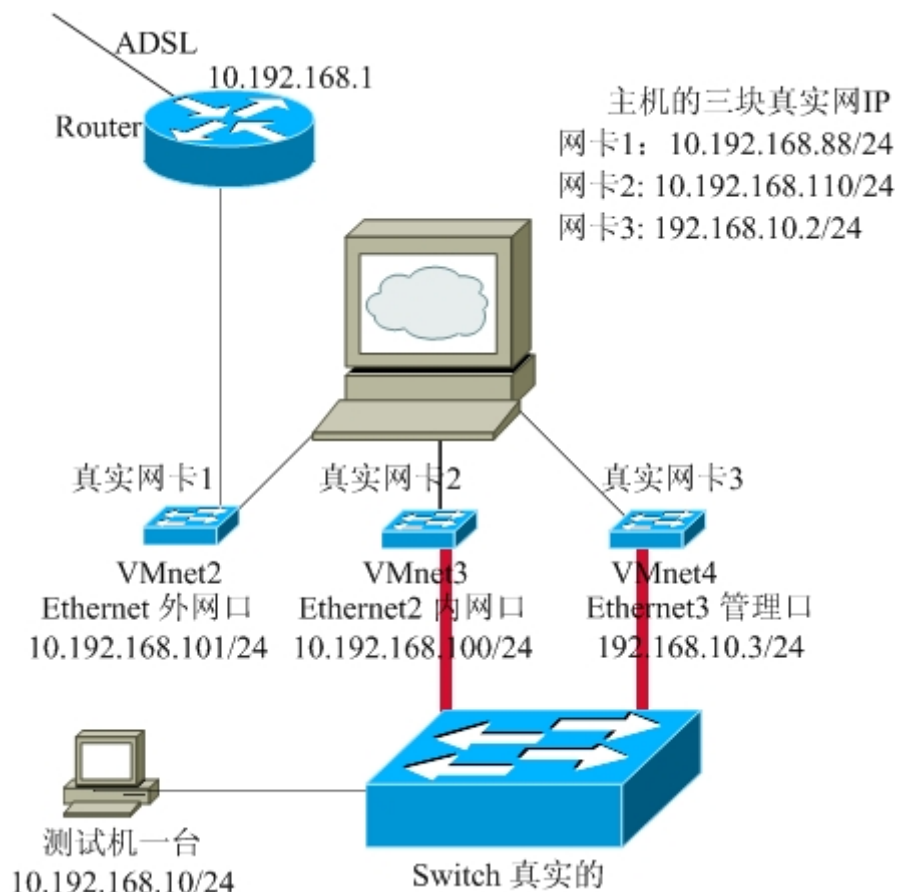 ADSL
10.192.168.1
Router
主机的三块真实网IP
网卡1：10.192.168.88/24
网卡2: 10.192.168.110/24
网卡3: 192.168.10.2/24
真实网卡1
真实网卡2
真实网卡3
VMnet2
Ethernet 外网口
10.192.168.101/24
VMnet3
Ethernet2 内网口
10.192.168.100/24
VMnet4
Ethernet3 管理口
192.168.10.3/24
测试机一台
10.192.168.10/24
Switch 真实的